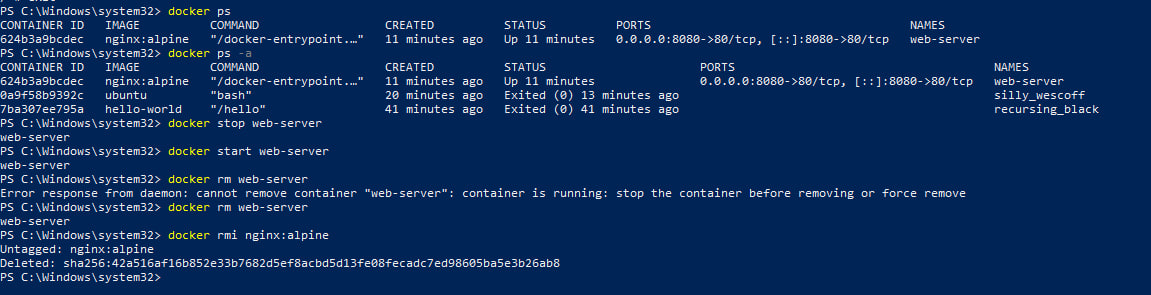 PS C:\Windows\system32> docker ps
CONTAINER ID   IMAGE          COMMAND                  CREATED          STATUS          PORTS                                     NAMES
624b3a9bcdec   nginx:alpine   "/docker-entrypoint.…"   11 minutes ago   Up 11 minutes   0.0.0.0:8080->80/tcp, [::]:8080->80/tcp   web-server
PS C:\Windows\system32> docker ps -a
CONTAINER ID   IMAGE          COMMAND                  CREATED          STATUS                      PORTS                                     NAMES
624b3a9bcdec   nginx:alpine   "/docker-entrypoint.…"   11 minutes ago   Up 11 minutes               0.0.0.0:8080->80/tcp, [::]:8080->80/tcp   web-server
0a9f58b9392c   ubuntu         "bash"                   20 minutes ago   Exited (0) 13 minutes ago                                             silly_wescoff
7ba307ee795a   hello-world    "/hello"                 41 minutes ago   Exited (0) 41 minutes ago                                             recursing_black
PS C:\Windows\system32> docker stop web-server
web-server
PS C:\Windows\system32> docker start web-server
web-server
PS C:\Windows\system32> docker rm web-server
Error response from daemon: cannot remove container "web-server": container is running: stop the container before removing or force remove
PS C:\Windows\system32> docker rm web-server
web-server
PS C:\Windows\system32> docker rmi nginx:alpine
Untagged: nginx:alpine
Deleted: sha256:42a516af16b852e33b7682d5ef8acbd5d13fe08fecadc7ed98605ba5e3b26ab8
PS C:\Windows\system32>